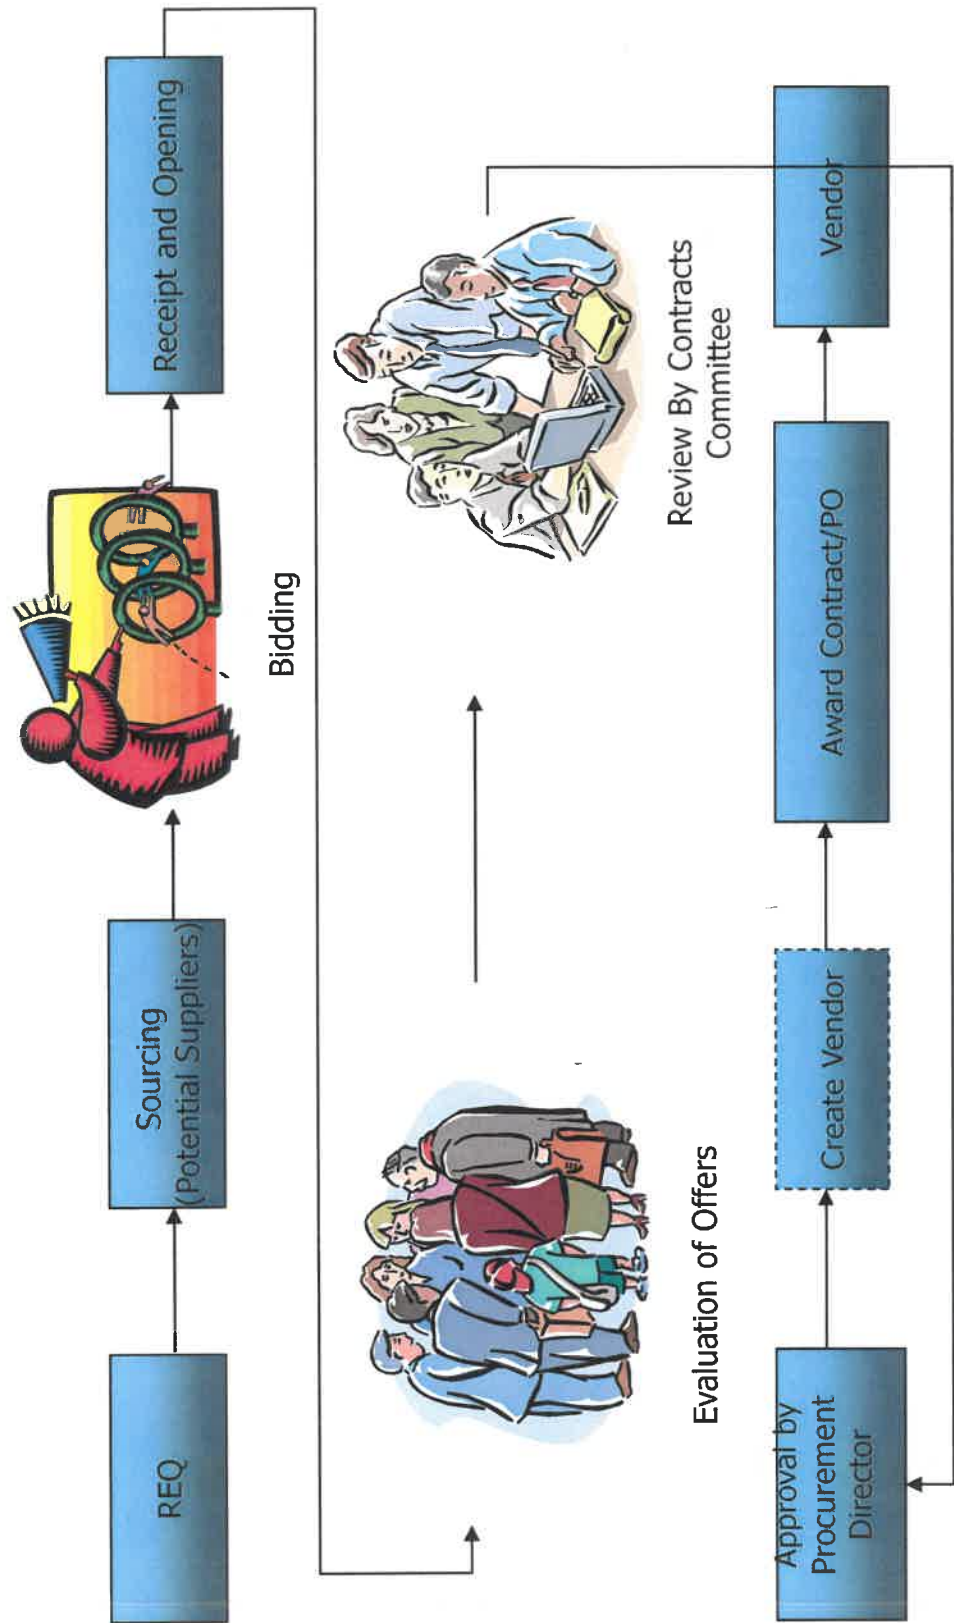 REQ
Sourcing
(Potential Suppliers)
Bidding
Receipt and Opening
Evaluation of Offers
Review By Contracts
Committee
Approval by
Procurement
Director
Create Vendor
Award Contract/PO
Vendor